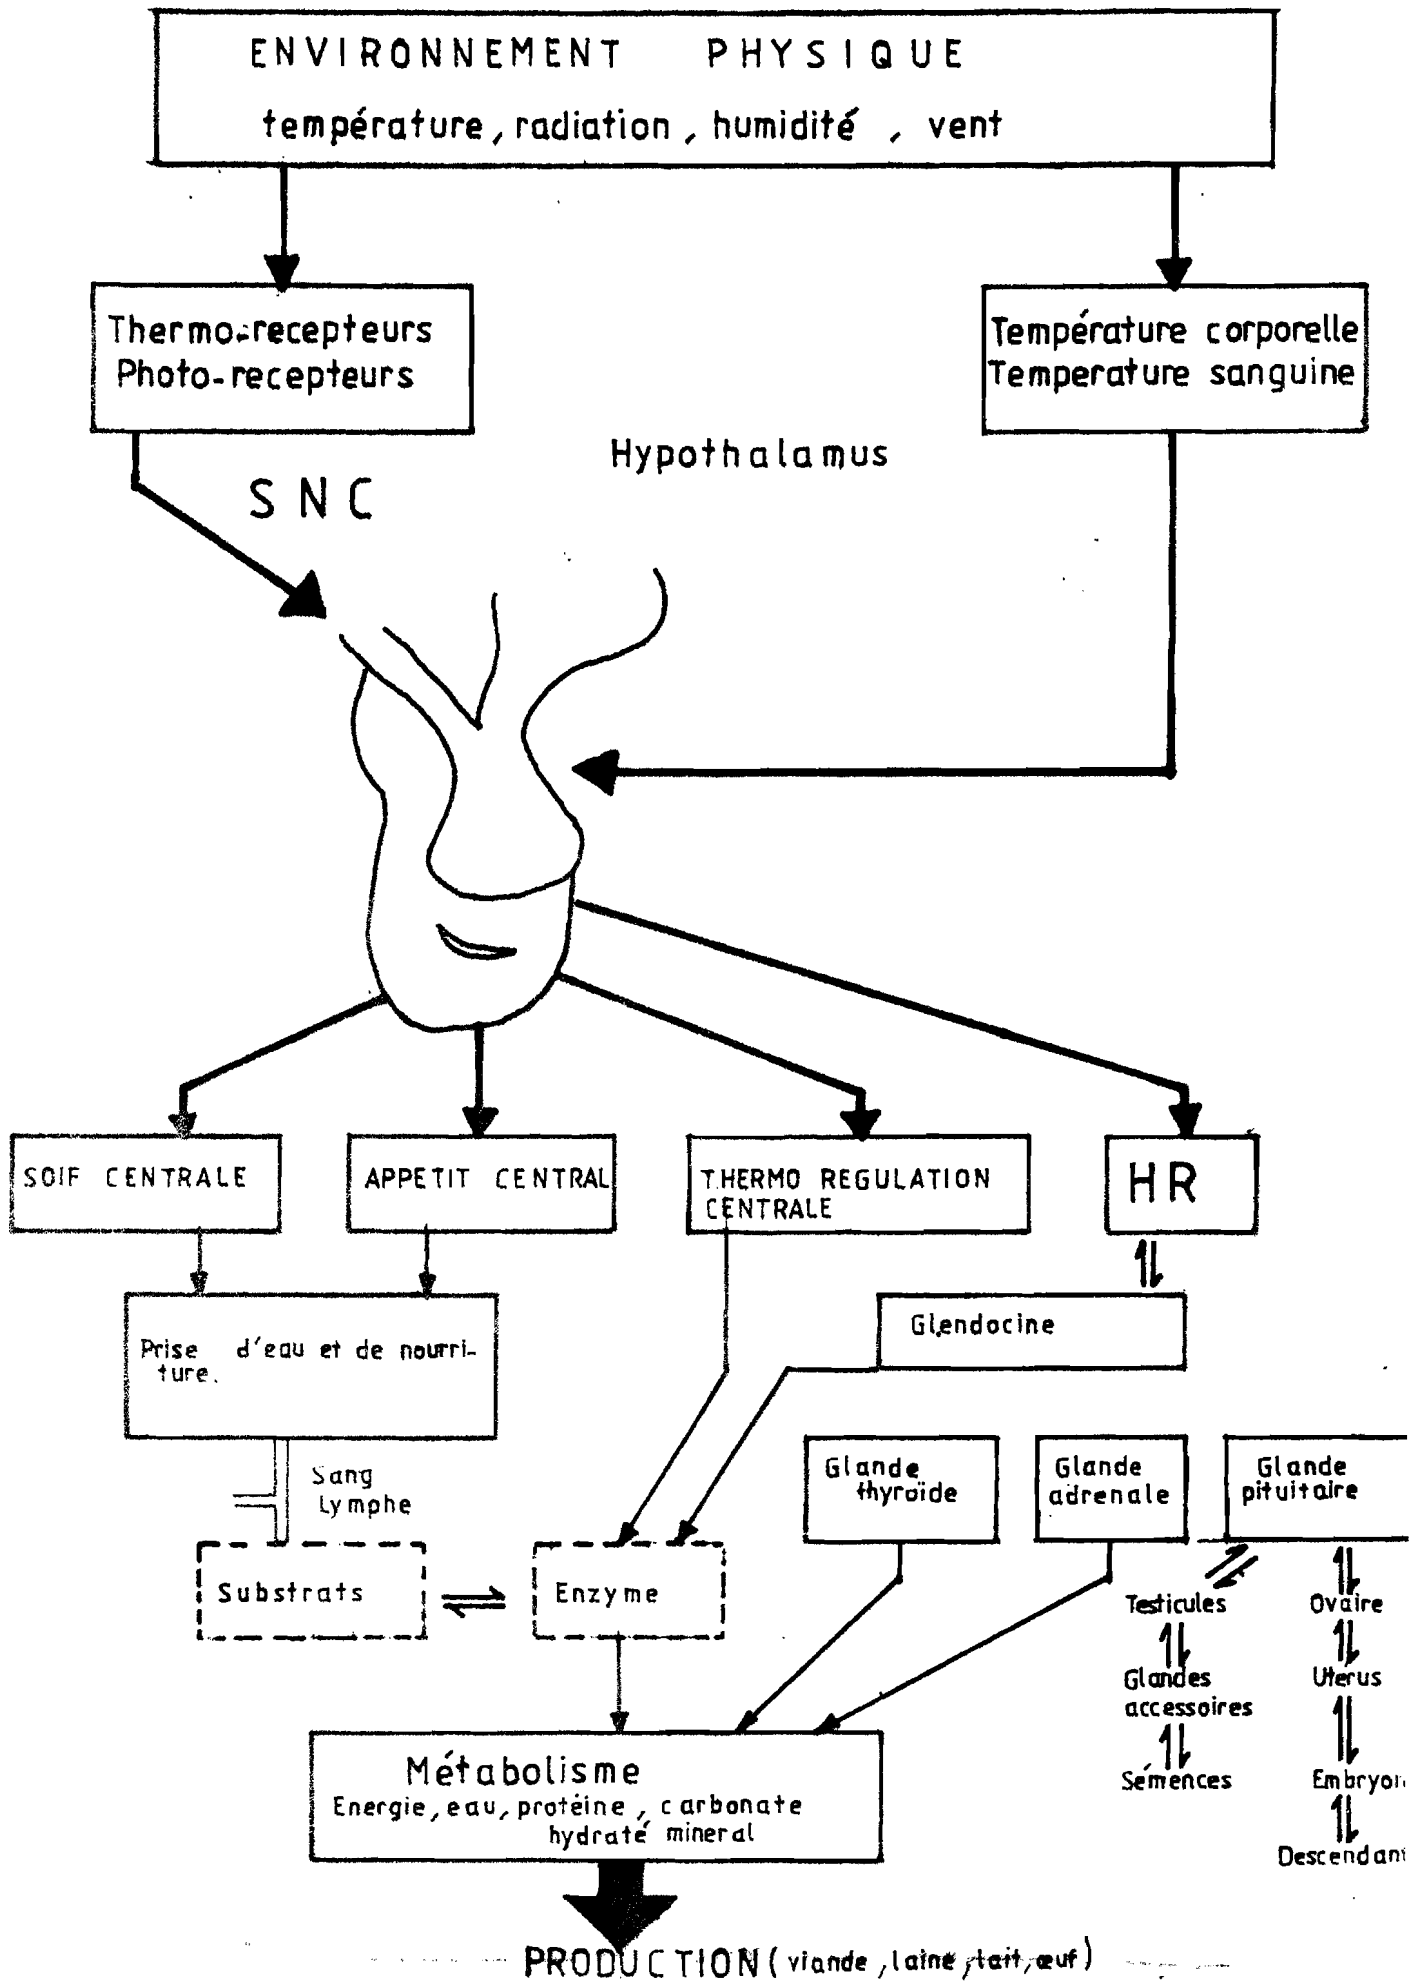 ENVIRONNEMENT PHYSIQUE
température, radiation, humidité, vent
Thermo-recepteurs
Photo-recepteurs
Température corporelle
Temperature sanguine
Hypothalamus
SNC
SOIF CENTRALE
APPETIT CENTRAL
THERMO REGULATION
CENTRALE
HR
Glendocine
Prise d'eau et de nourri-
ture.
Sang
Lymphe
Glande
thyroïde
Glande
adrenale
Glande
pituitaire
Substrats
Enzyme
Testicules
Ovaire
Glandes
accessoires
Utérus
Sémences
Embryon
Descendant
Métabolisme
Energie, eau, protéine, carbonate
hydraté mineral
PRODUCTION (viande, laine, lait, œuf)